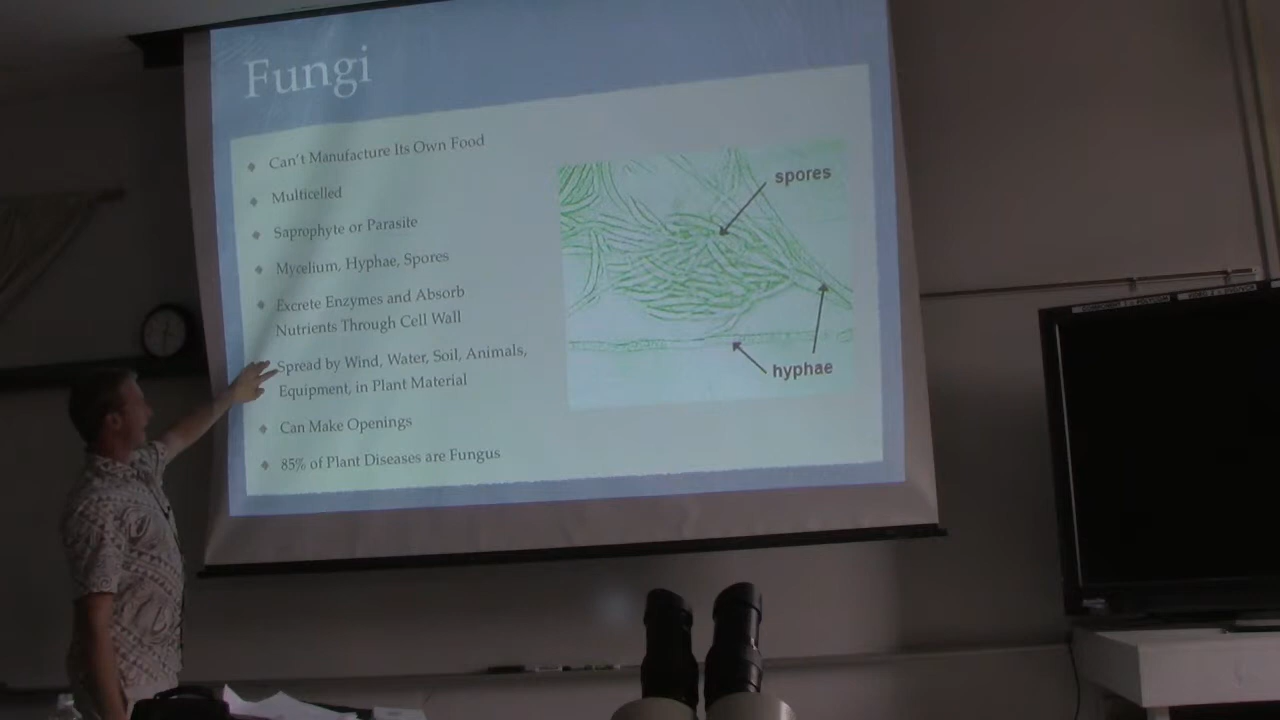 Fungi
Can't Manufacture Its Own Food
Multicelled
Saprophyte or Parasite
Mycelium, Hyphae, Spores
Excrete Enzymes and Absorb
Nutrients Through Cell Wall
Spread by Wind, Water, Soil, Animals,
Equipment, in Plant Material
Can Make Openings
85% of Plant Diseases are Fungus
spores
hyphae